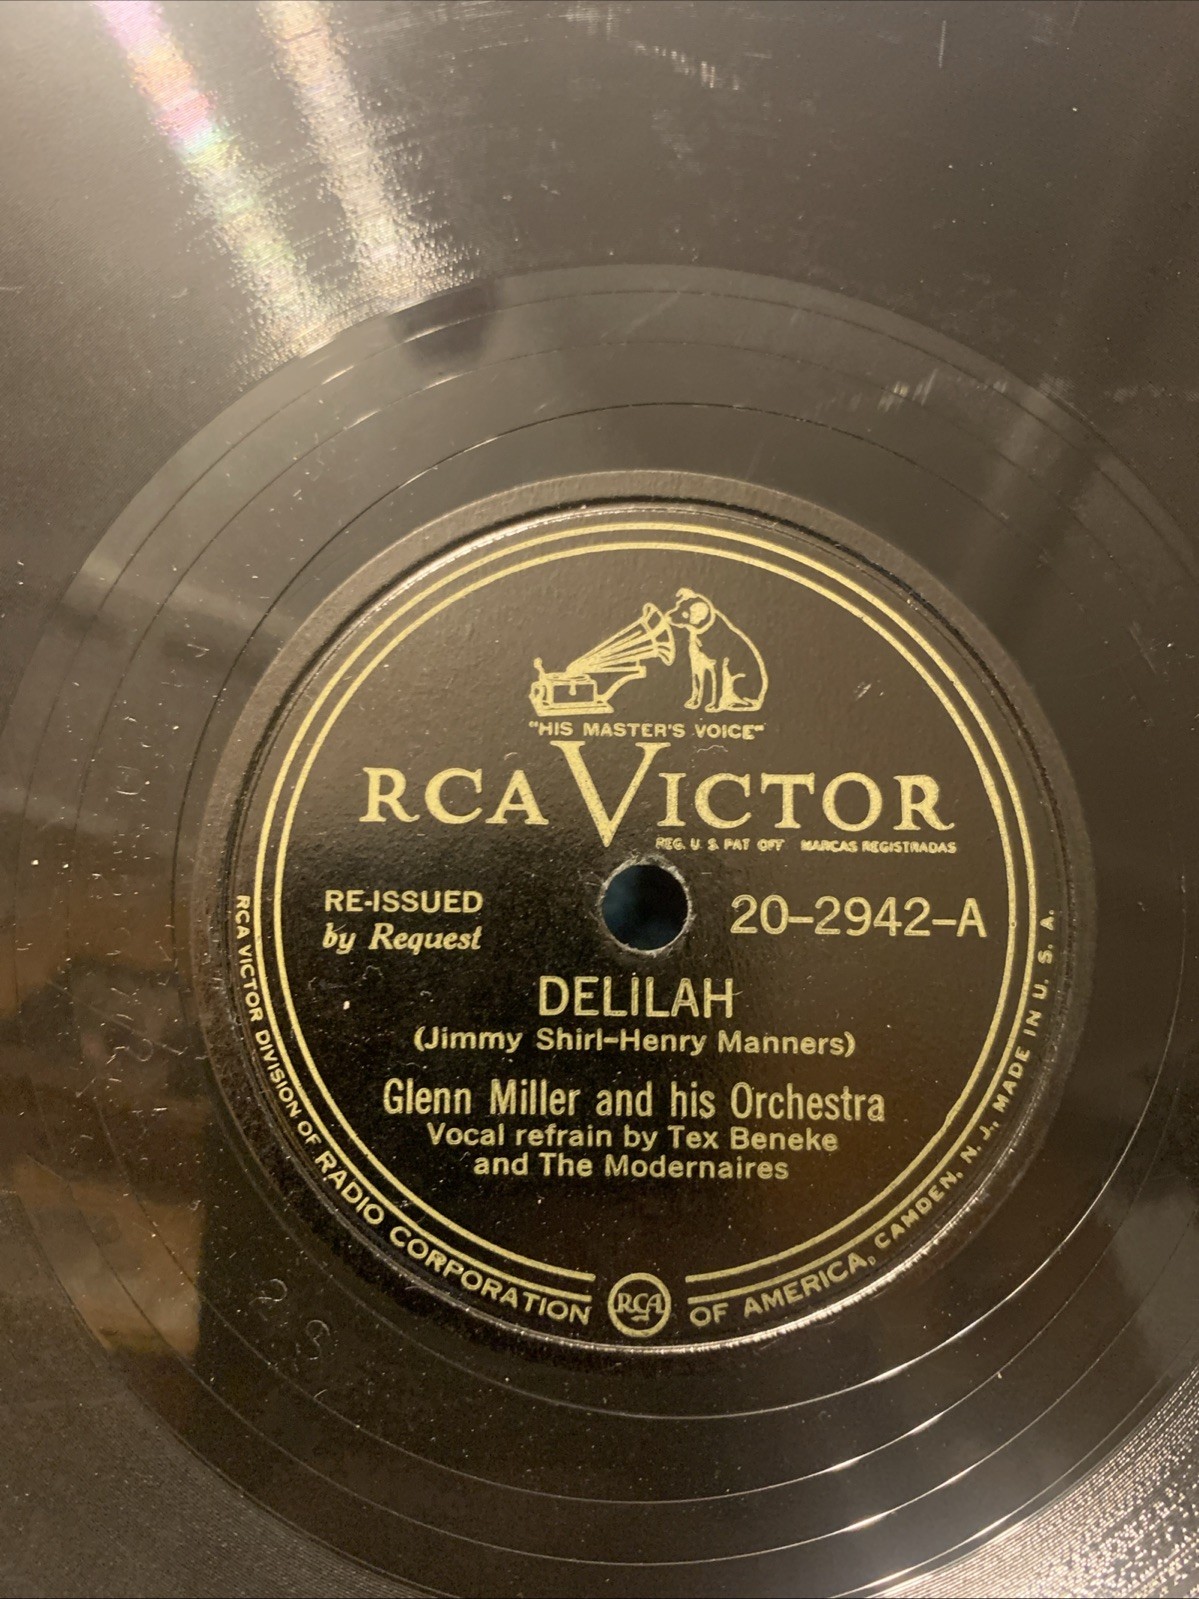 "HIS MASTER'S VOICE"
RCA VICTOR
REG. U. S. PAT OFF MARCAS REGISTRADAS
RE-ISSUED
by Request
20-2942-A
DELILAH
(Jimmy Shirl-Henry Manners)
Glenn Miller and his Orchestra
Vocal refrain by Tex Beneke
and The Modernaires
RCA VICTOR DIVISION OF RADIO CORPORATION OF AMERICA, CAMDEN, N. J., MADE IN U. S. A.
RCA